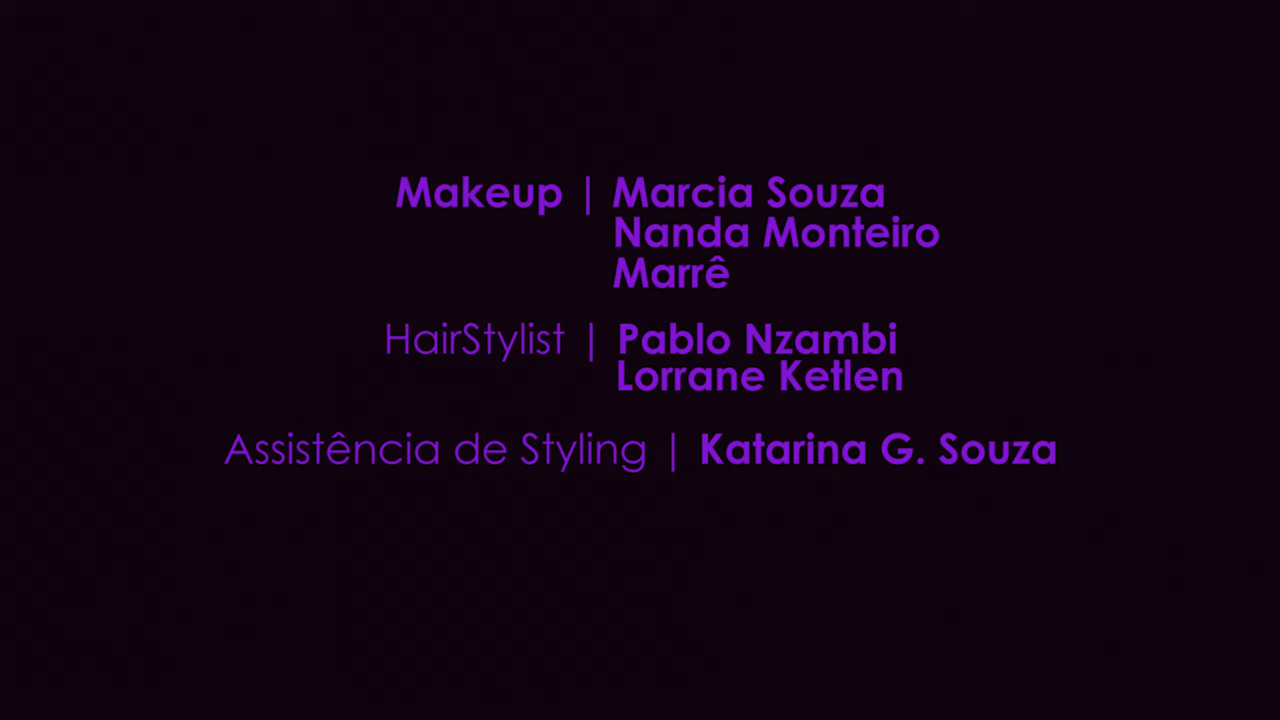 Makeup | Marcia Souza
Nanda Monteiro
Marrê
HairStylist | Pablo Nzambi
Lorrane Ketlen
Assistência de Styling | Katarina G. Souza